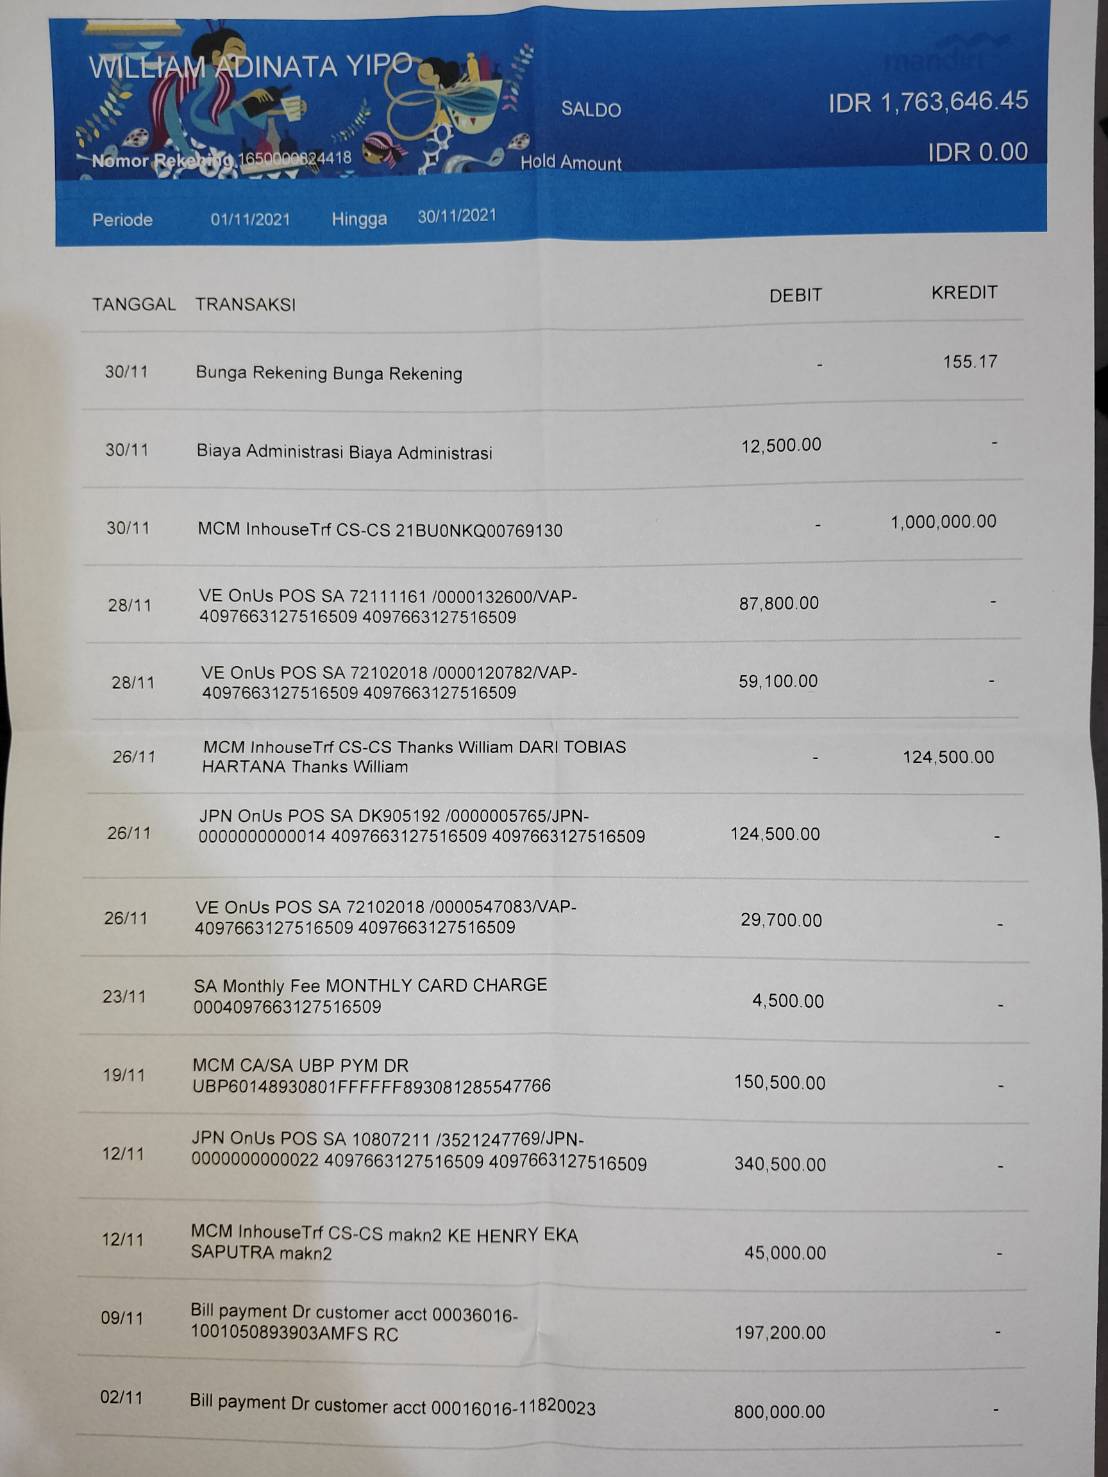 mandiri
WILLIAM ADINATA YIPO
SALDO IDR 1,763,646.45
Nomor Rekening 1650000824418 Hold Amount IDR 0.00
Periode 01/11/2021 Hingga 30/11/2021
TANGGAL TRANSAKSI DEBIT KREDIT
30/11 Bunga Rekening Bunga Rekening - 155.17
30/11 Biaya Administrasi Biaya Administrasi 12,500.00 -
30/11 MCM InhouseTrf CS-CS 21BU0NKQ00769130 - 1,000,000.00
28/11 VE OnUs POS SA 72111161 /0000132600/VAP-
4097663127516509 4097663127516509 87,800.00 -
28/11 VE OnUs POS SA 72102018 /0000120782/VAP-
4097663127516509 4097663127516509 59,100.00 -
26/11 MCM InhouseTrf CS-CS Thanks William DARI TOBIAS
HARTANA Thanks William - 124,500.00
26/11 JPN OnUs POS SA DK905192 /0000005765/JPN-
0000000000014 4097663127516509 4097663127516509 124,500.00 -
26/11 VE OnUs POS SA 72102018 /0000547083/VAP-
4097663127516509 4097663127516509 29,700.00 -
23/11 SA Monthly Fee MONTHLY CARD CHARGE
0004097663127516509 4,500.00 -
19/11 MCM CA/SA UBP PYM DR
UBP60148930801FFFFFF893081285547766 150,500.00 -
12/11 JPN OnUs POS SA 10807211 /3521247769/JPN-
0000000000022 4097663127516509 4097663127516509 340,500.00 -
12/11 MCM InhouseTrf CS-CS makn2 KE HENRY EKA
SAPUTRA makn2 45,000.00 -
09/11 Bill payment Dr customer acct 00036016-
1001050893903AMFS RC 197,200.00 -
02/11 Bill payment Dr customer acct 00016016-11820023 800,000.00 -